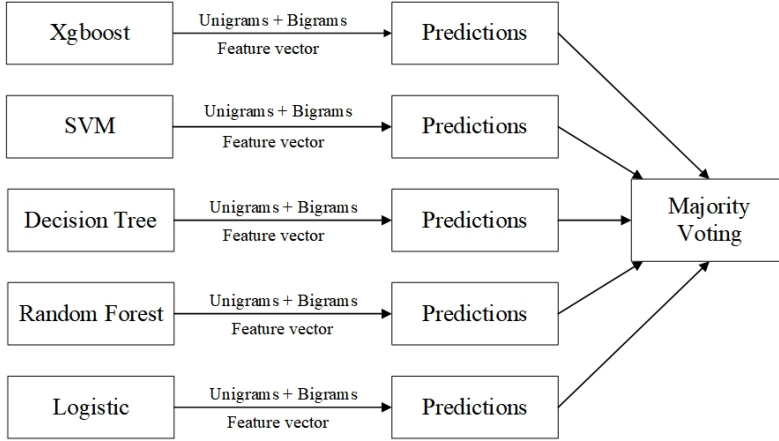 Xgboost
Unigrams + Bigrams
Feature vector
Predictions
SVM
Unigrams + Bigrams
Feature vector
Predictions
Decision Tree
Unigrams + Bigrams
Feature vector
Predictions
Majority
Voting
Random Forest
Unigrams + Bigrams
Feature vector
Predictions
Logistic
Unigrams + Bigrams
Feature vector
Predictions